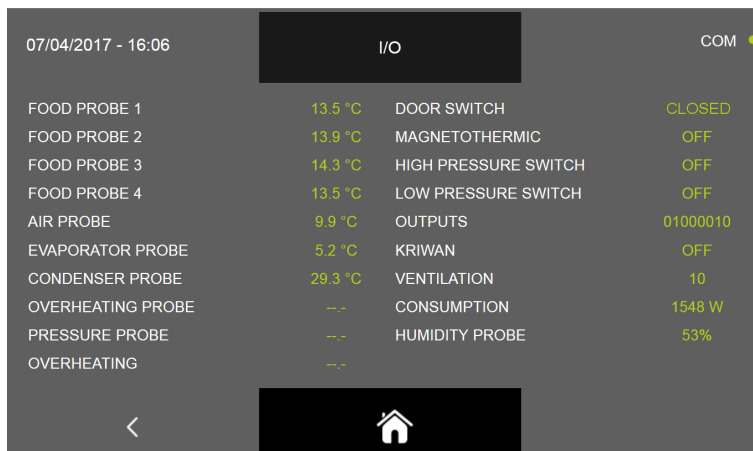 07/04/2017 - 16:06 I/O COM
FOOD PROBE 1 13.5 °C DOOR SWITCH CLOSED
FOOD PROBE 2 13.9 °C MAGNETOTHERMIC OFF
FOOD PROBE 3 14.3 °C HIGH PRESSURE SWITCH OFF
FOOD PROBE 4 13.5 °C LOW PRESSURE SWITCH OFF
AIR PROBE 9.9 °C OUTPUTS 01000010
EVAPORATOR PROBE 5.2 °C KRIWAN OFF
CONDENSER PROBE 29.3 °C VENTILATION 10
OVERHEATING PROBE --.- CONSUMPTION 1548 W
PRESSURE PROBE --.- HUMIDITY PROBE 53%
OVERHEATING --.-